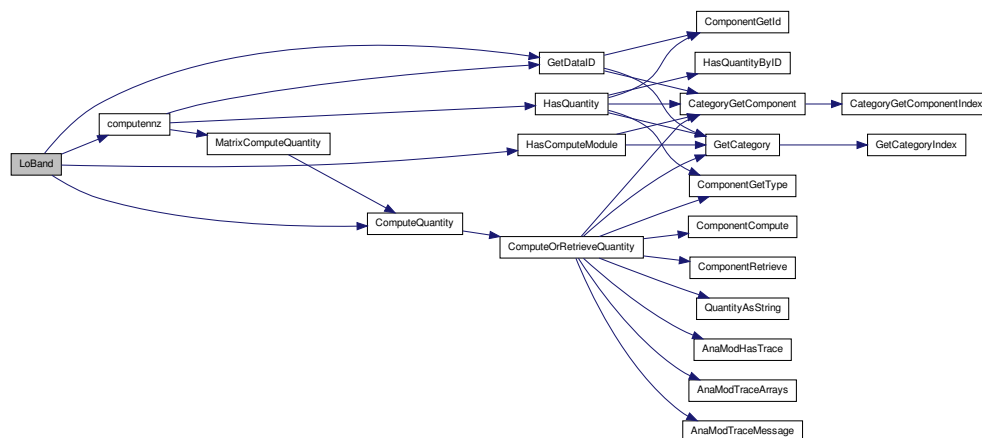 ComponentGetId
GetDataID
HasQuantityByID
HasQuantity
CategoryGetComponent
CategoryGetComponentIndex
computennz
MatrixComputeQuantity
HasComputeModule
GetCategory
GetCategoryIndex
LoBand
ComponentGetType
ComputeQuantity
ComponentCompute
ComputeOrRetrieveQuantity
ComponentRetrieve
QuantityAsString
AnaModHasTrace
AnaModTraceArrays
AnaModTraceMessage